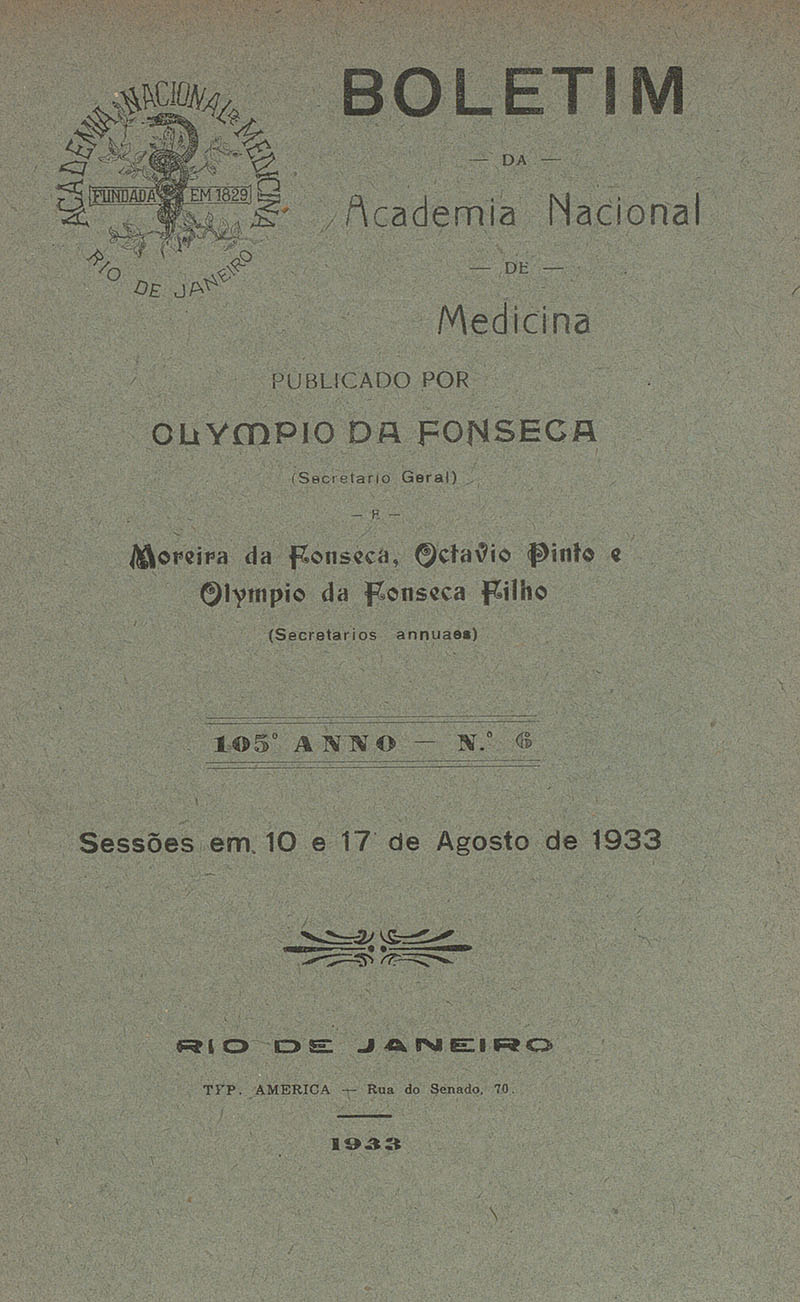 ACADEMIA NACIONAL DE MEDICINA
FUNDADA EM 1829
RIO DE JANEIRO
BOLETIM
— DA —
Academia Nacional
— DE —
Medicina
PUBLICADO POR
OLYMPIO DA FONSECA
(Secretario Geral)
— E —
Moreira da Fonseca, Octavio Pinto e
Olympio da Fonseca Filho
(Secretarios annuaes)
105º ANNO — N.º 6
Sessões em 10 e 17 de Agosto de 1933
RIO DE JANEIRO
TYP. AMERICA — Rua do Senado, 70.
1933